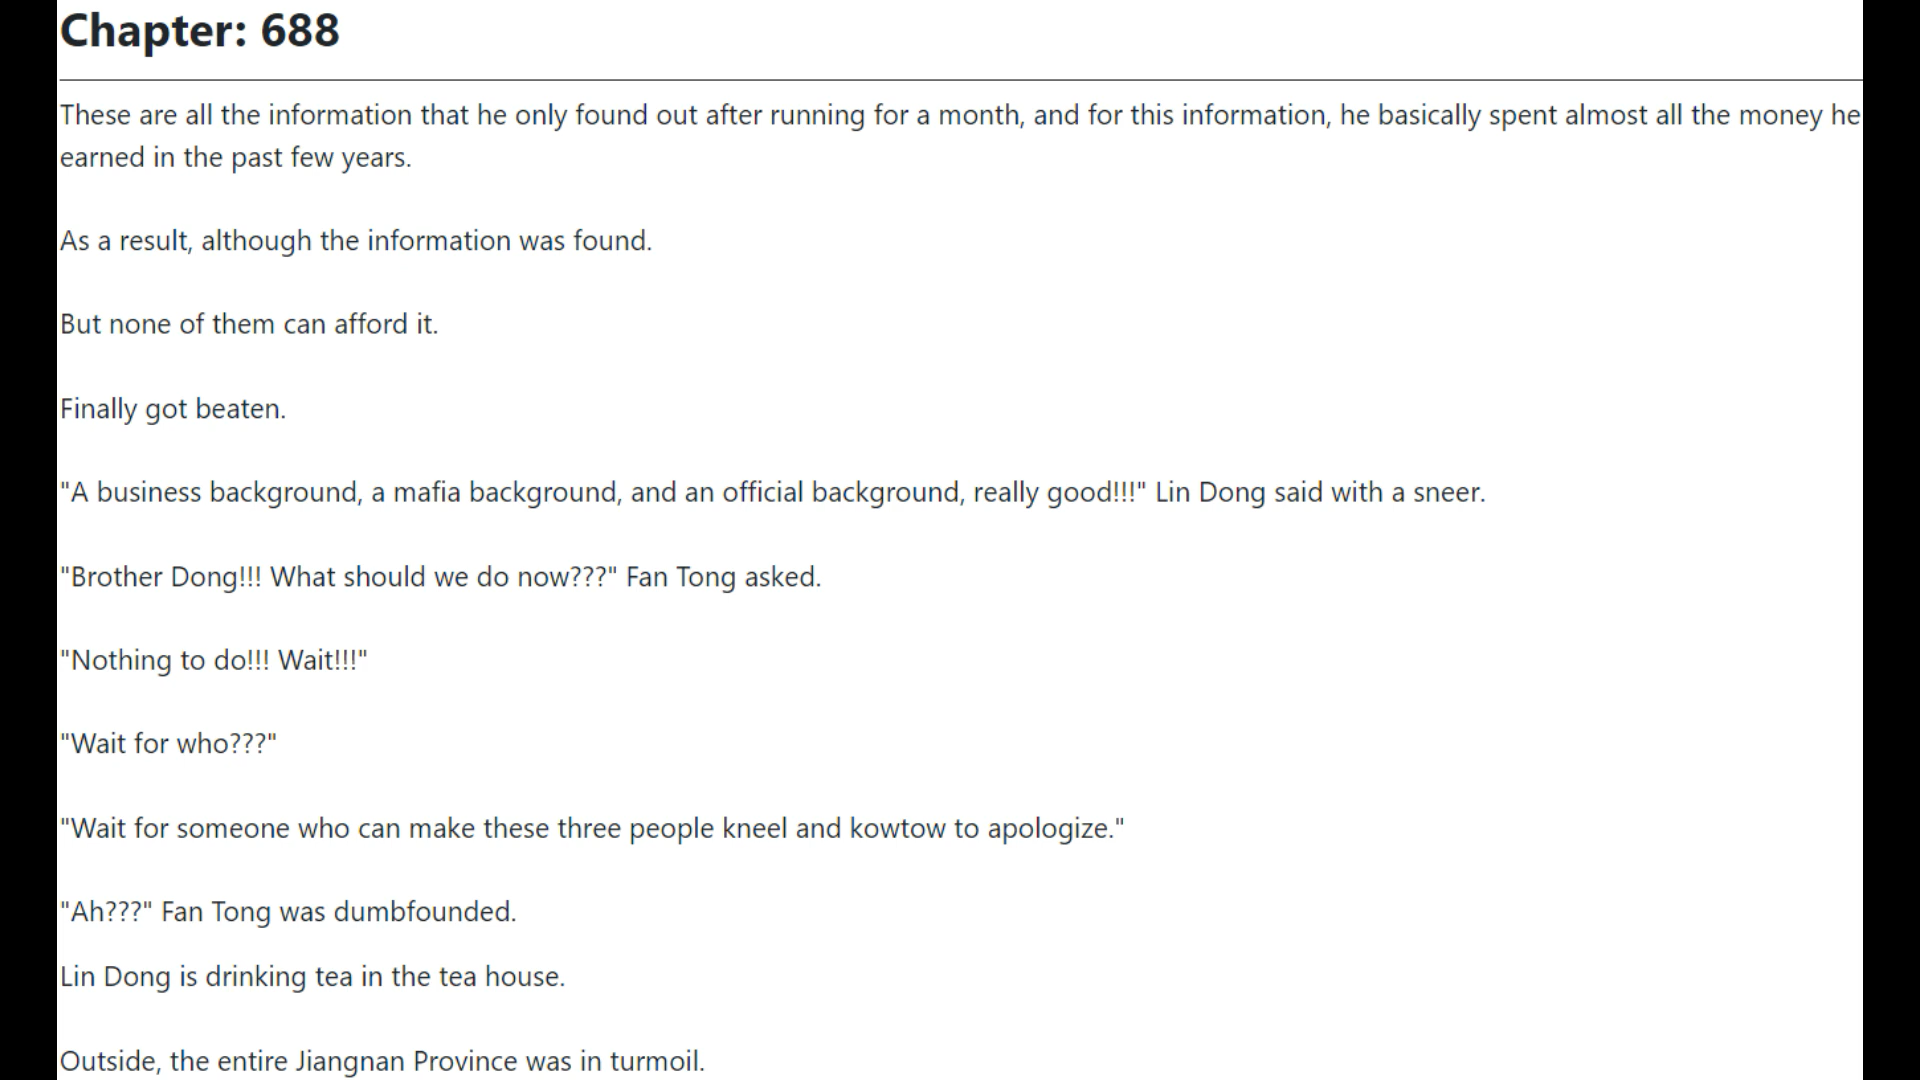 Chapter: 688
These are all the information that he only found out after running for a month, and for this information, he basically spent almost all the money he
earned in the past few years.
As a result, although the information was found.
But none of them can afford it.
Finally got beaten.
"A business background, a mafia background, and an official background, really good!!!" Lin Dong said with a sneer.
"Brother Dong!!! What should we do now???" Fan Tong asked.
"Nothing to do!!! Wait!!!"
"Wait for who???"
"Wait for someone who can make these three people kneel and kowtow to apologize."
"Ah???" Fan Tong was dumbfounded.
Lin Dong is drinking tea in the tea house.
Outside, the entire Jiangnan Province was in turmoil.